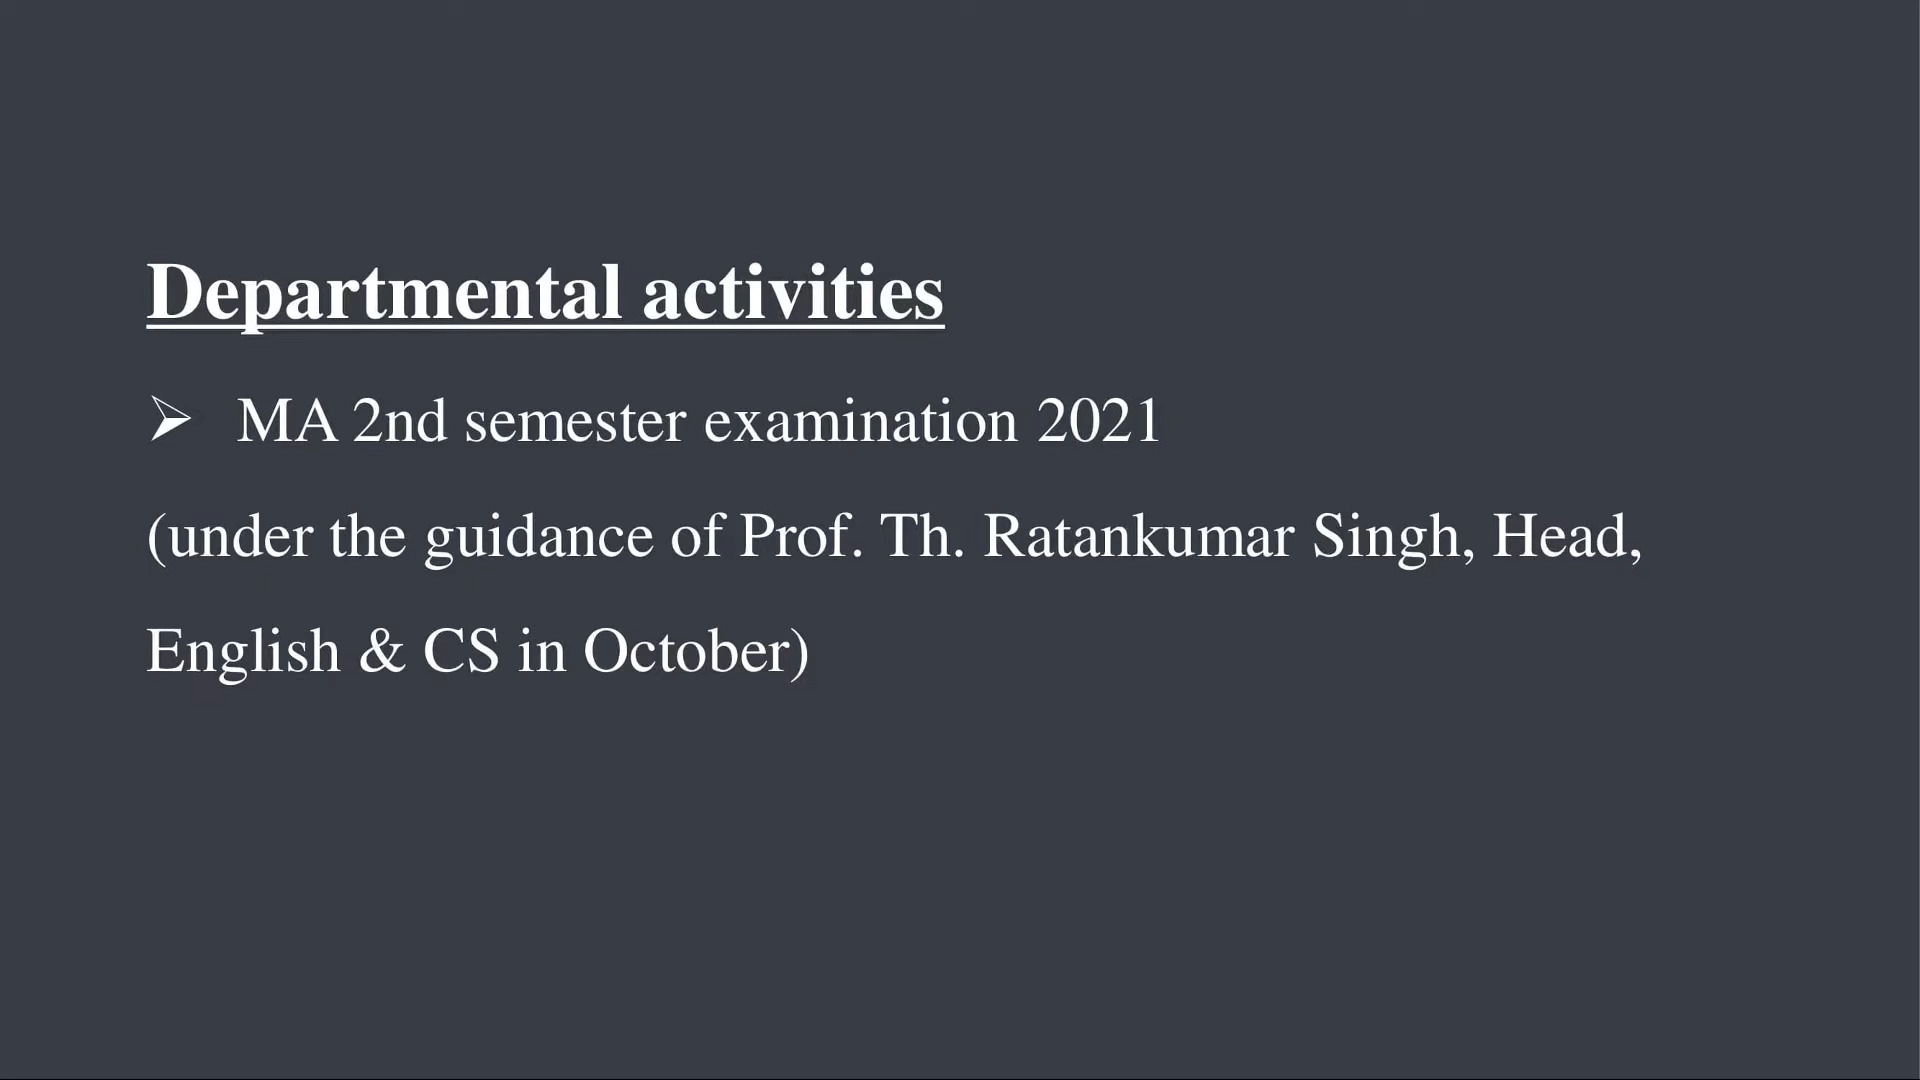 Departmental activities
➢ MA 2nd semester examination 2021
(under the guidance of Prof. Th. Ratankumar Singh, Head,
English & CS in October)